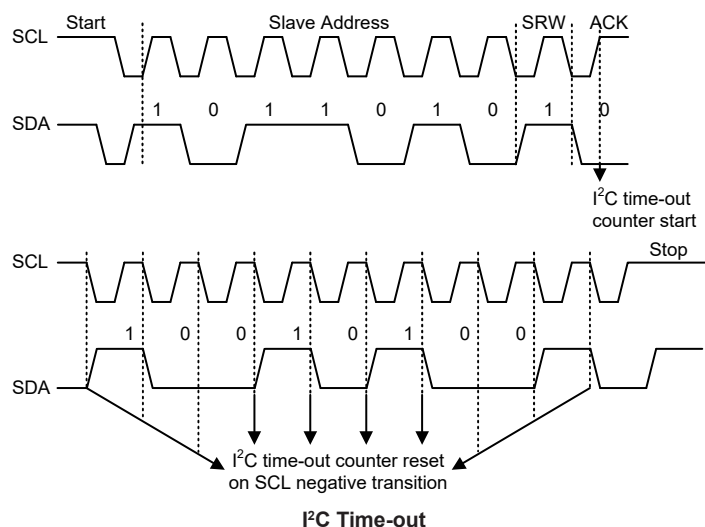 Start Slave Address SRW ACK
SCL
1 0 1 1 0 1 0 1 0
SDA
I²C time-out
counter start
Stop
SCL
1 0 0 1 0 1 0 0
SDA
I²C time-out counter reset
on SCL negative transition
I²C Time-out